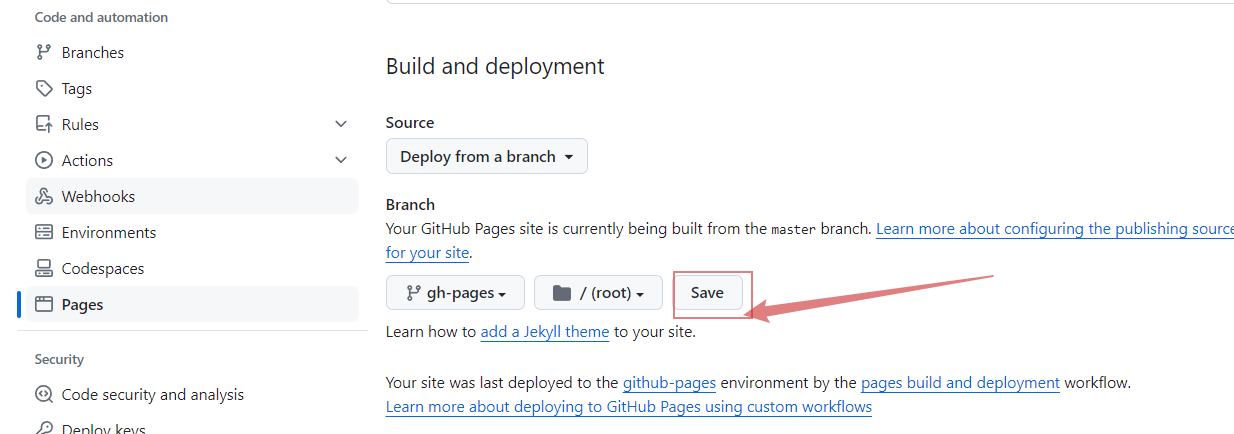 Code and automation
Branches
Tags
Rules
Actions
Webhooks
Environments
Codespaces
Pages
Security
Code security and analysis
Deploy keys
Build and deployment
Source
Deploy from a branch
Branch
Your GitHub Pages site is currently being built from the master branch. Learn more about configuring the publishing source
for your site.
gh-pages / (root) Save
Learn how to add a Jekyll theme to your site.
Your site was last deployed to the github-pages environment by the pages build and deployment workflow.
Learn more about deploying to GitHub Pages using custom workflows